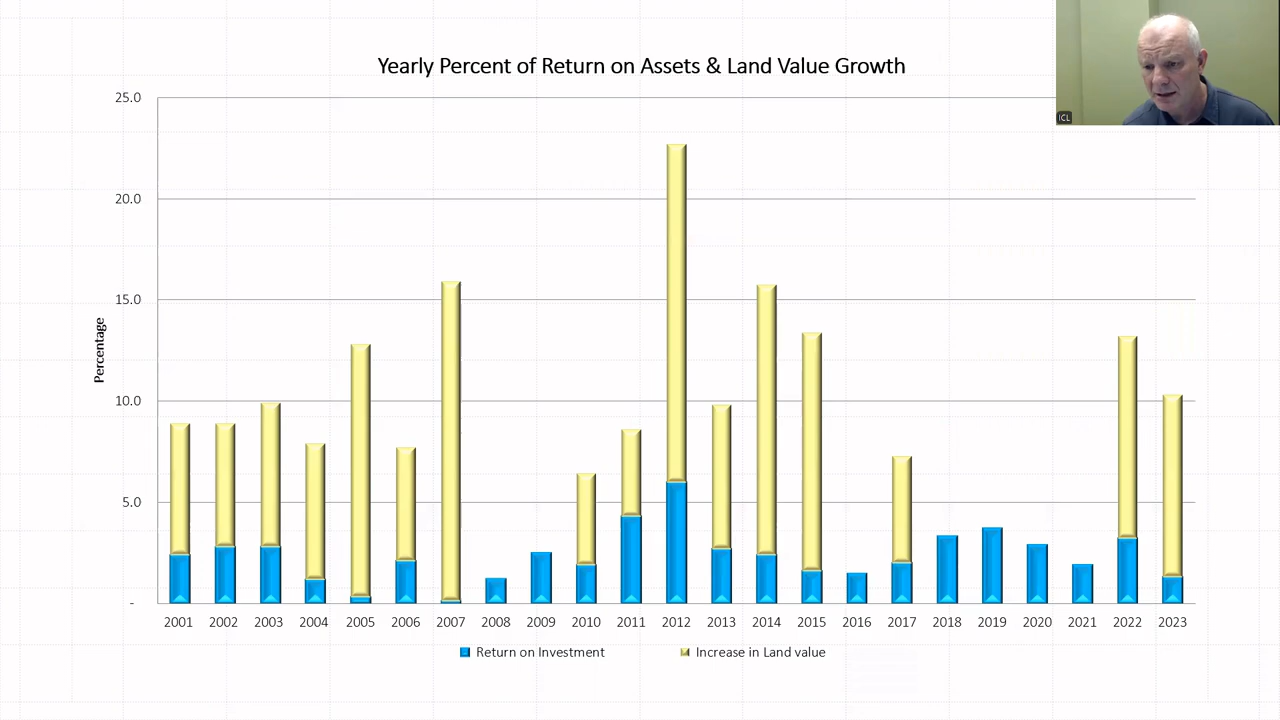 Yearly Percent of Return on Assets & Land Value Growth
ICL
25.0
20.0
15.0
10.0
5.0
-
Percentage
2001 2002 2003 2004 2005 2006 2007 2008 2009 2010 2011 2012 2013 2014 2015 2016 2017 2018 2019 2020 2021 2022 2023
Return on Investment Increase in Land value